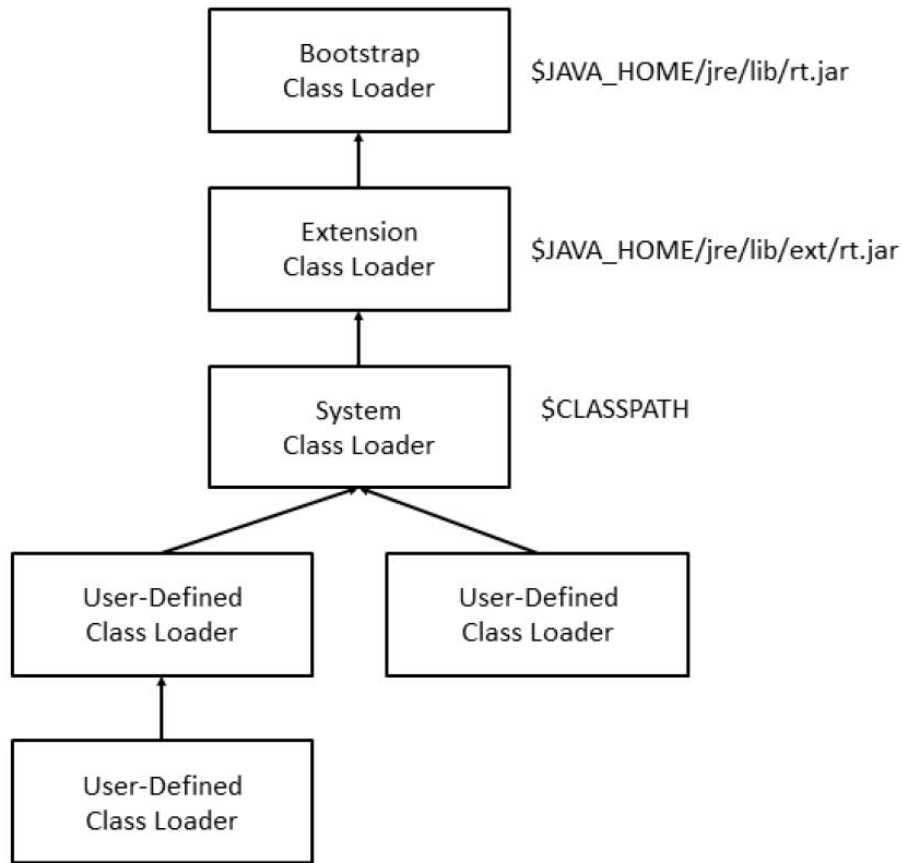 Bootstrap
Class Loader
$JAVA_HOME/jre/lib/rt.jar
Extension
Class Loader
$JAVA_HOME/jre/lib/ext/rt.jar
System
Class Loader
$CLASSPATH
User-Defined
Class Loader
User-Defined
Class Loader
User-Defined
Class Loader